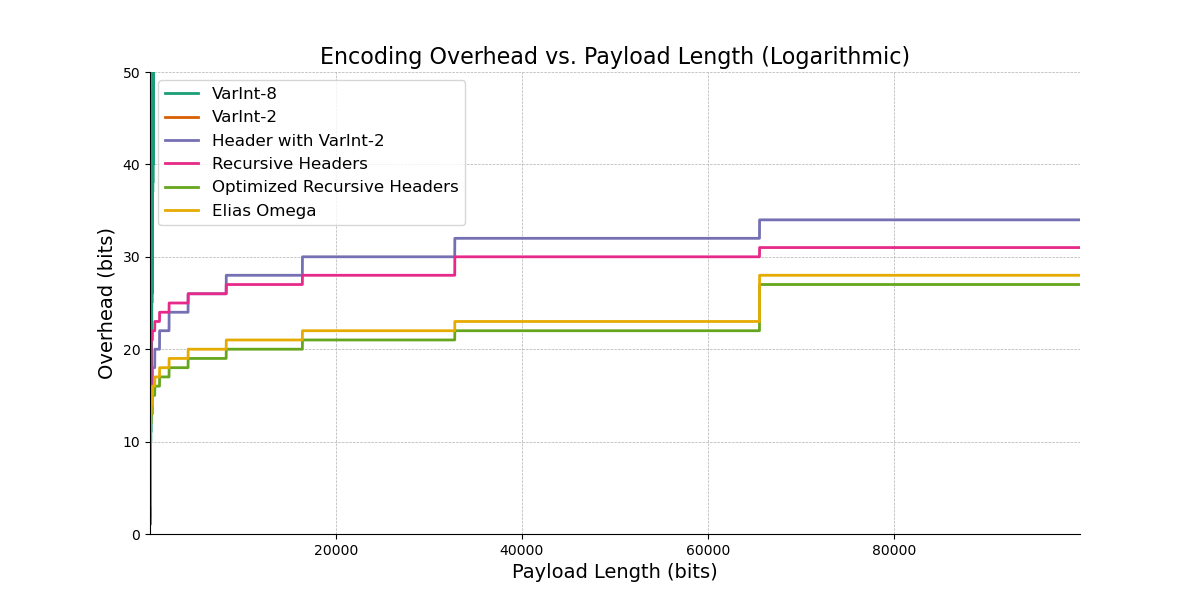 Encoding Overhead vs. Payload Length (Logarithmic)
50
40
30
20
10
0
Overhead (bits)
VarInt-8
VarInt-2
Header with VarInt-2
Recursive Headers
Optimized Recursive Headers
Elias Omega
20000
40000
60000
80000
Payload Length (bits)